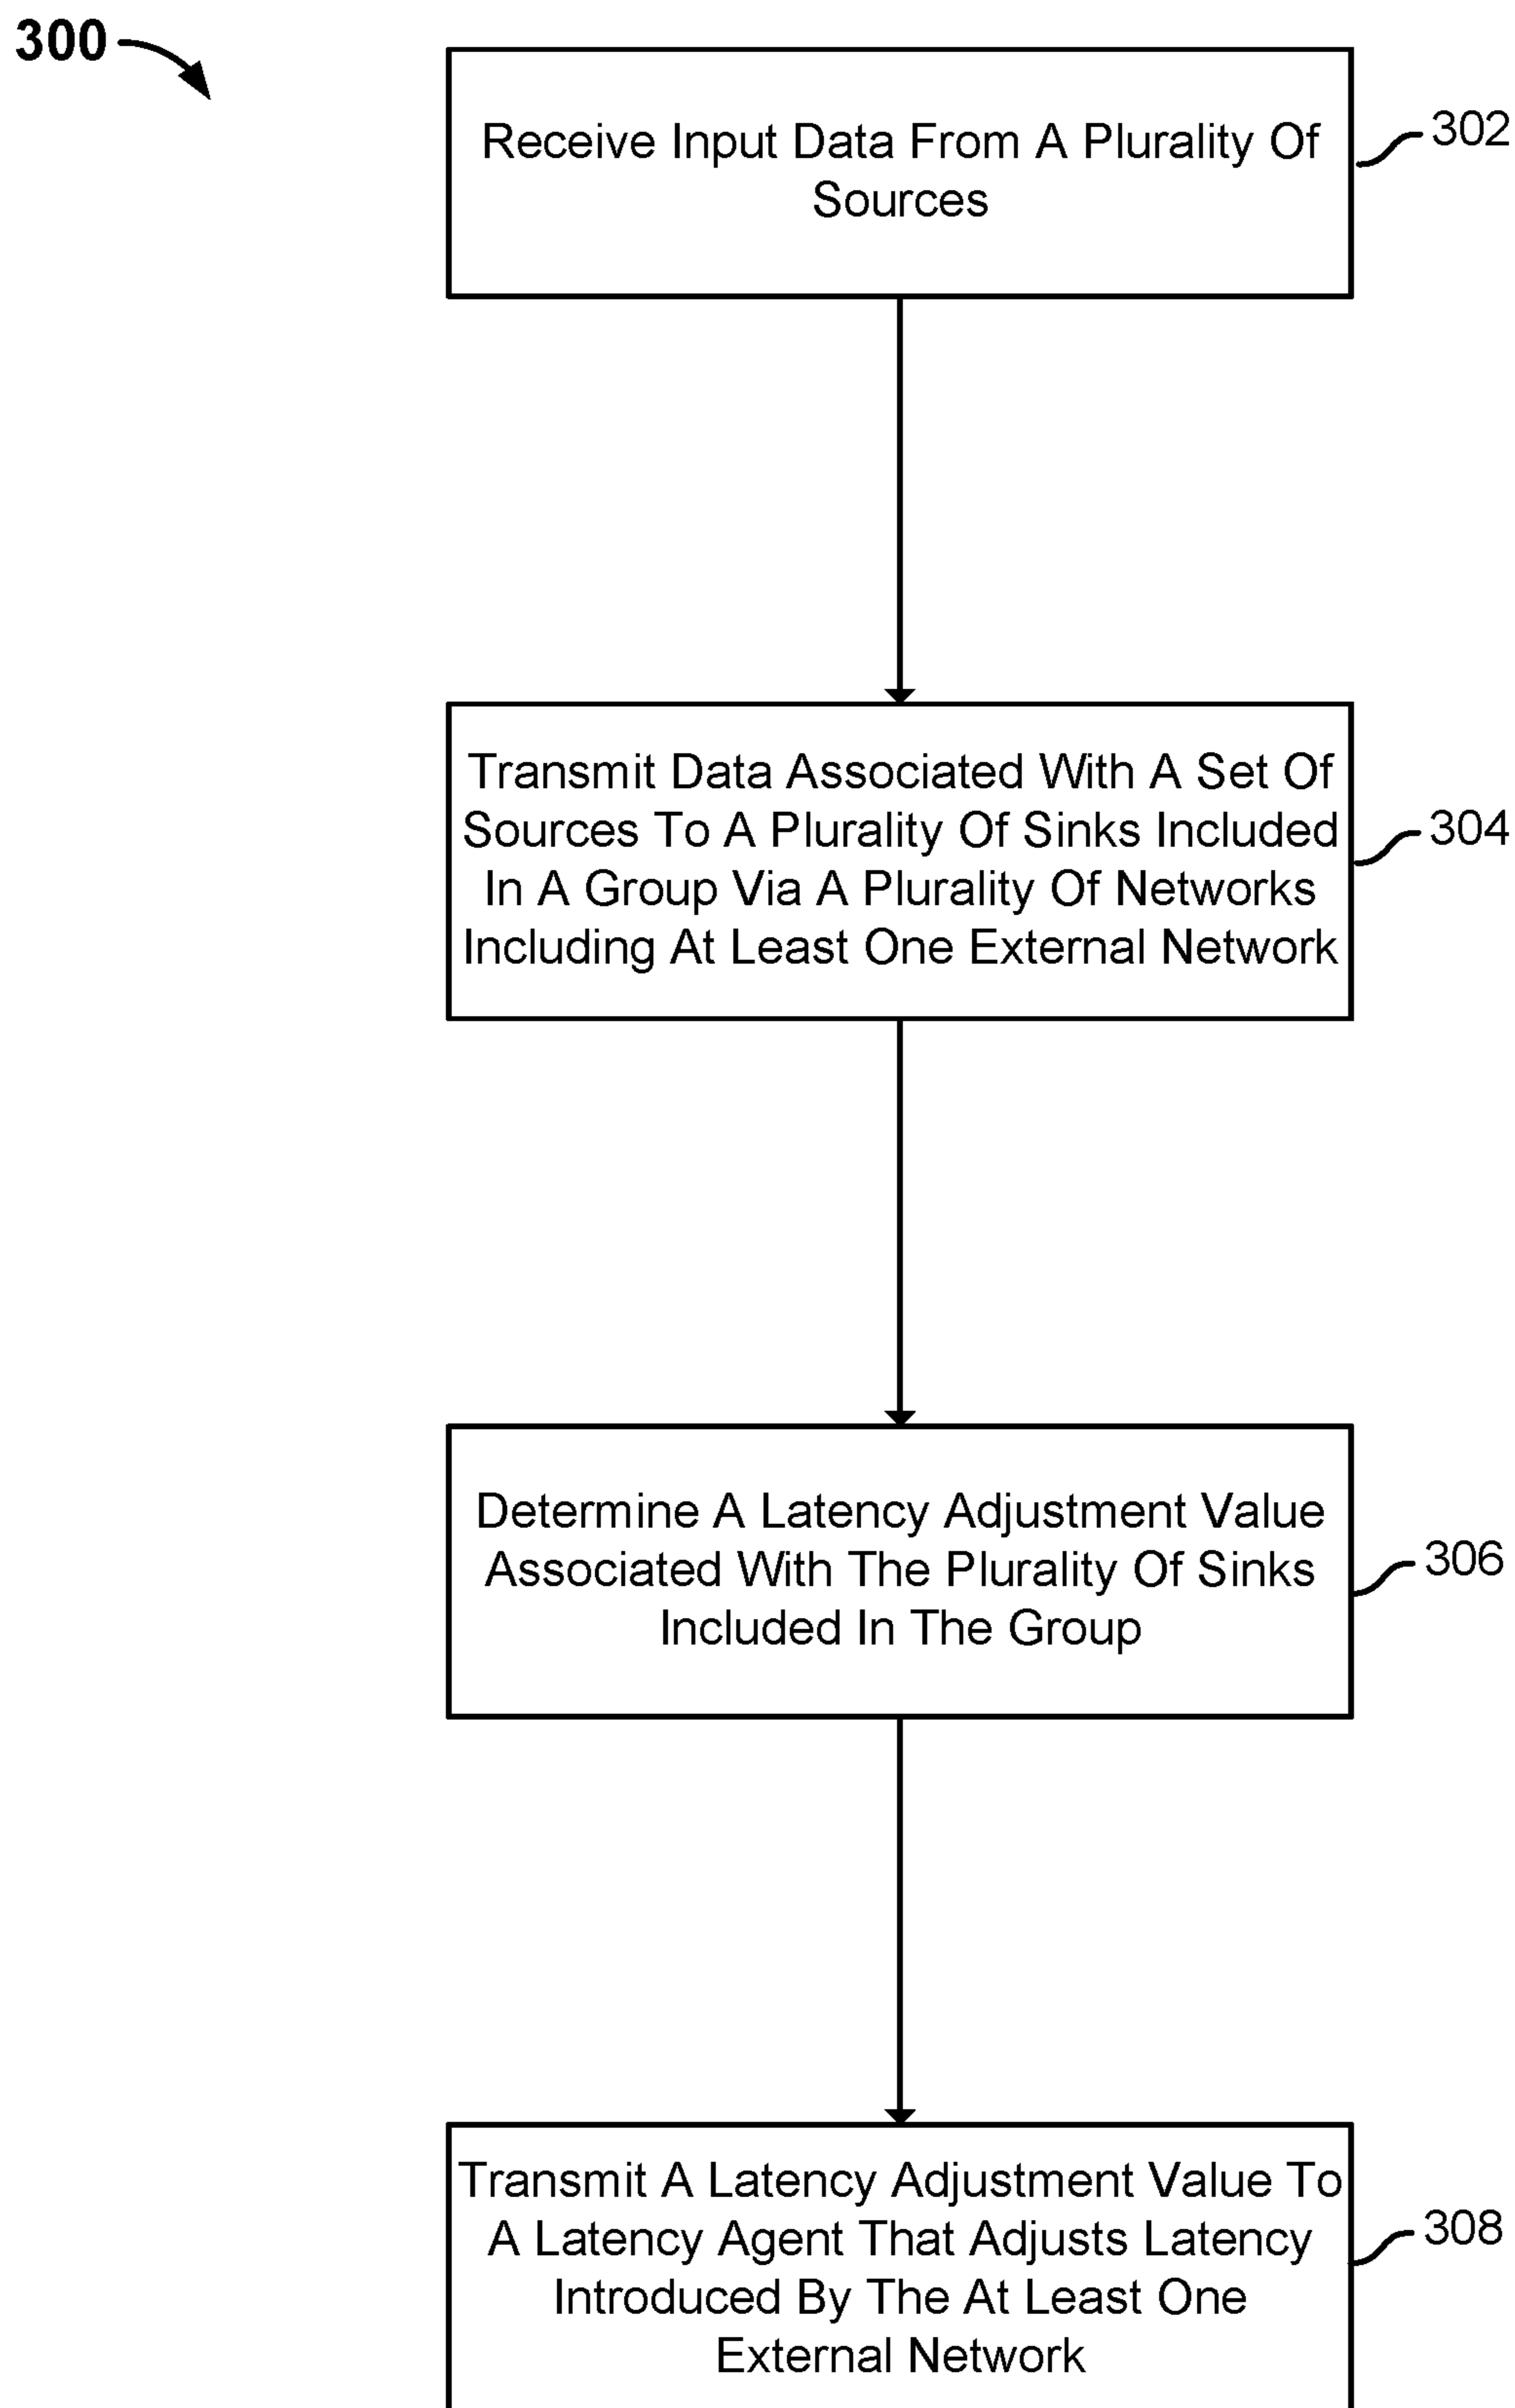 300
Receive Input Data From A Plurality Of
Sources
302
Transmit Data Associated With A Set Of
Sources To A Plurality Of Sinks Included
In A Group Via A Plurality Of Networks
Including At Least One External Network
304
Determine A Latency Adjustment Value
Associated With The Plurality Of Sinks
Included In The Group
306
Transmit A Latency Adjustment Value To
A Latency Agent That Adjusts Latency
Introduced By The At Least One
External Network
308